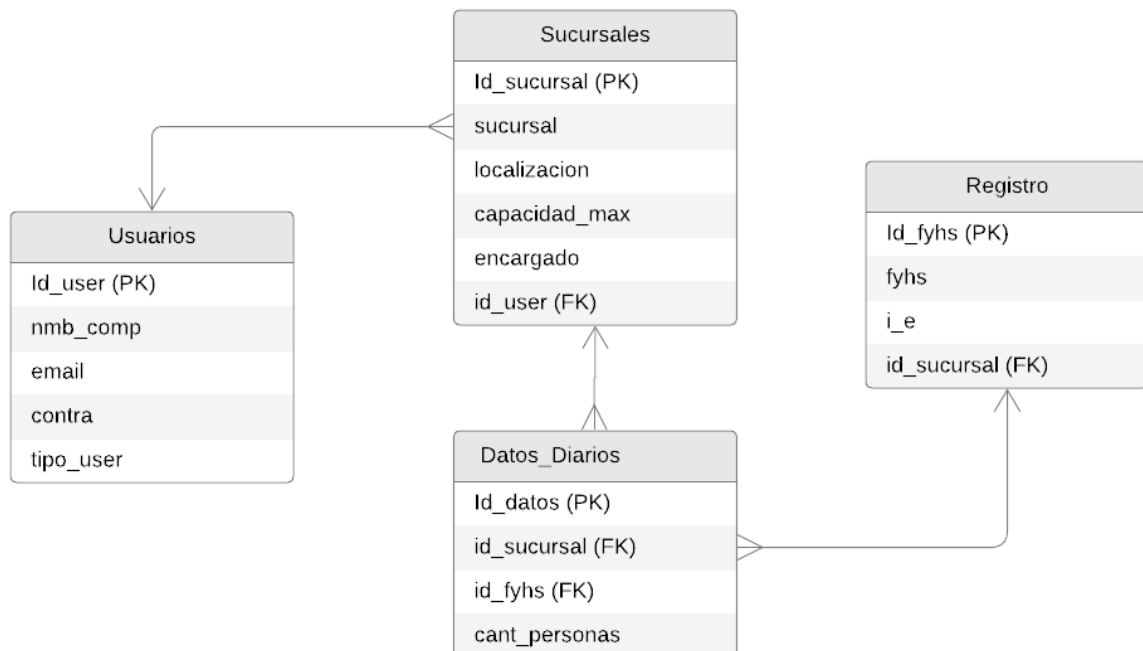 Sucursales
Id_sucursal (PK)
sucursal
localizacion
capacidad_max
encargado
id_user (FK)
Usuarios
Id_user (PK)
nmb_comp
email
contra
tipo_user
Registro
Id_fyhs (PK)
fyhs
i_e
id_sucursal (FK)
Datos_Diarios
Id_datos (PK)
id_sucursal (FK)
id_fyhs (FK)
cant_personas